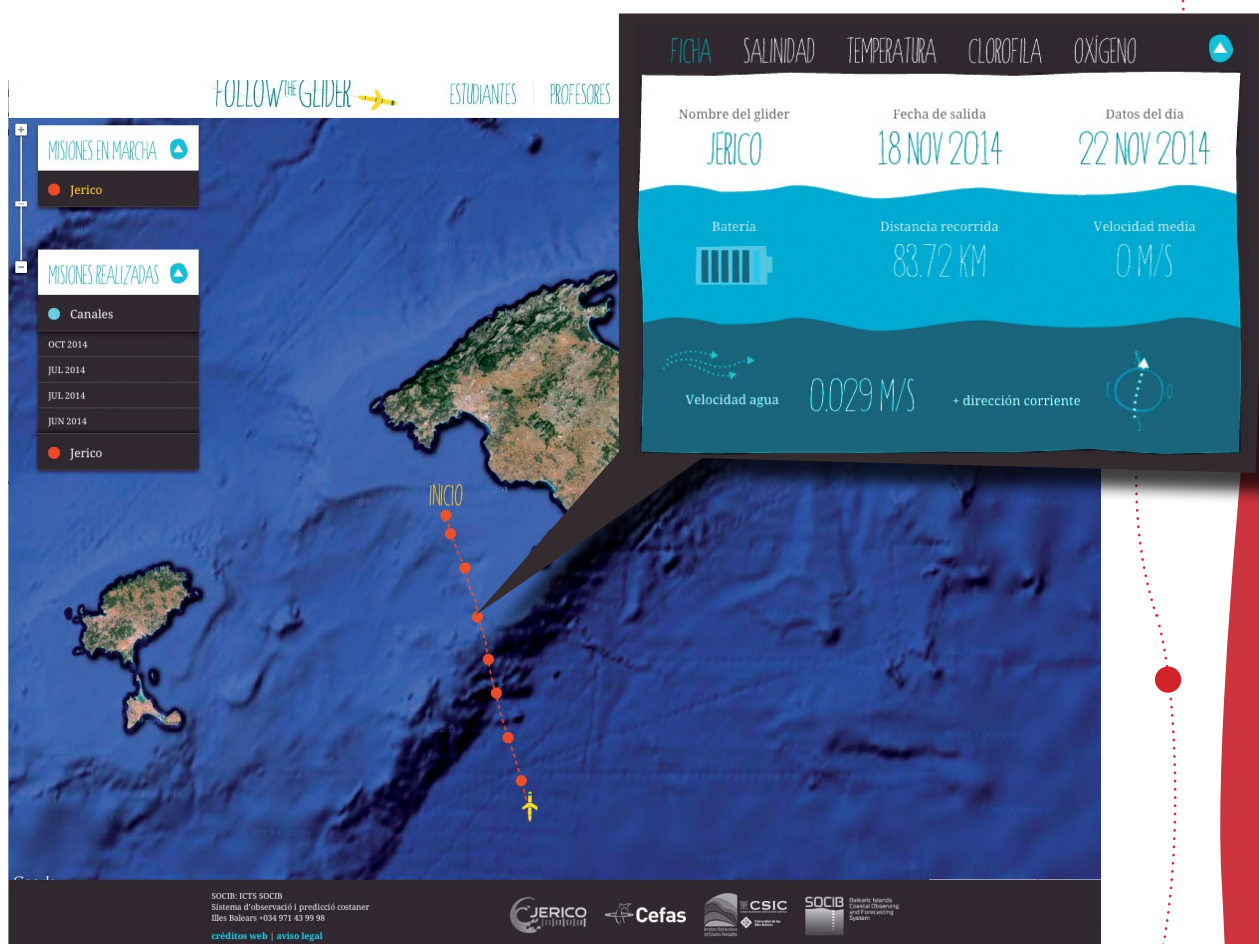 FOLLOW THE GLIDER
ESTUDIANTES
PROFESORES
MISIONES EN MARCHA
Jerico
MISIONES REALIZADAS
Canales
OCT 2014
JUL 2014
JUL 2014
JUN 2014
Jerico
INICIO
FICHA SALINIDAD TEMPERATURA CLOROFILA OXÍGENO
Nombre del glider
JERICO
Fecha de salida
18 NOV 2014
Datos del día
22 NOV 2014
Batería
Distancia recorrida
83.72 KM
Velocidad media
0 M/S
Velocidad agua
0.029 M/S
+ dirección corriente
N
E
O
S
SOCIB: ICTS SOCIB
Sistema d'observació i predicció costaner
Illes Balears +034 971 43 99 98
créditos web | aviso legal
JERICO
Cefas
CSIC
SOCIB
Balearic Islands
Coastal Observing
and Forecasting
System